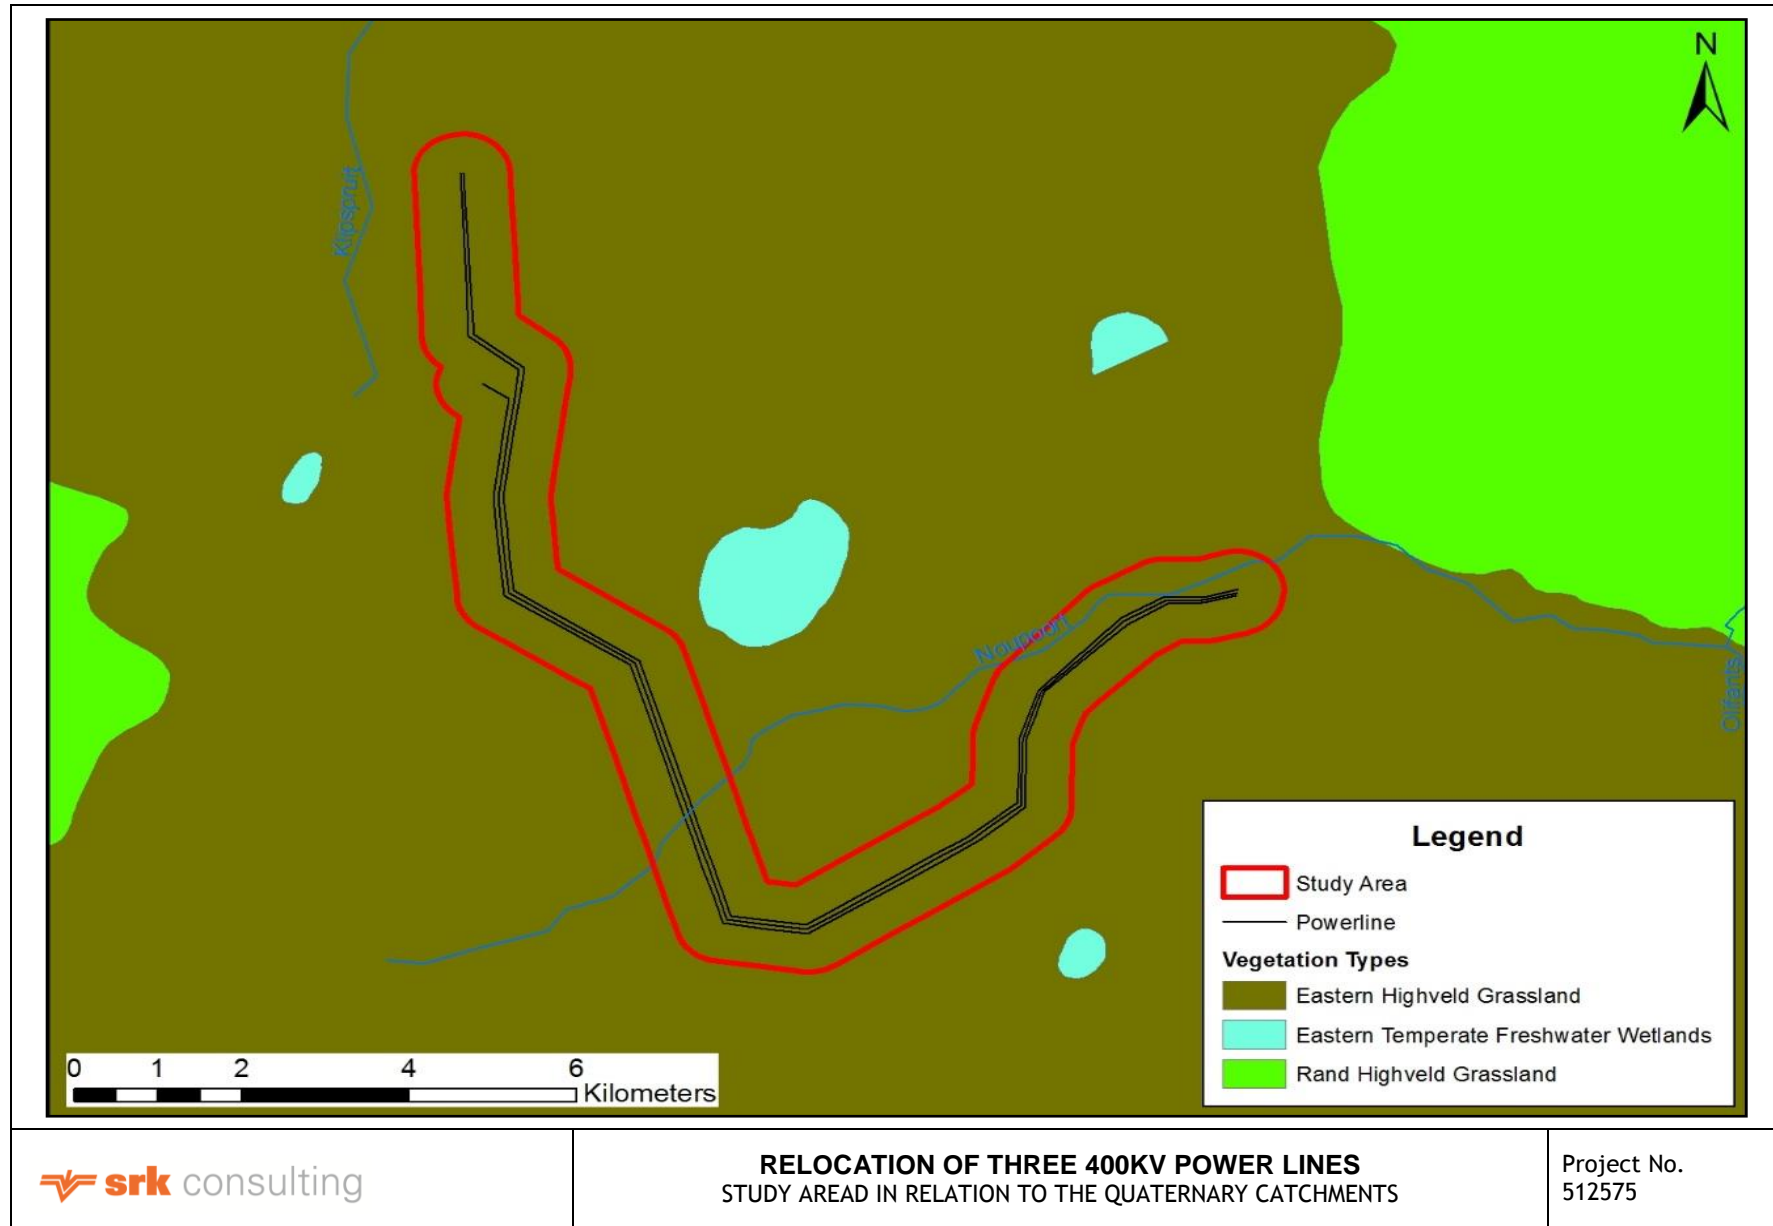 N
Klipspruit
Noupoort
Olifants
Legend
Study Area
Powerline
Vegetation Types
Eastern Highveld Grassland
Eastern Temperate Freshwater Wetlands
Rand Highveld Grassland
0 1 2 4 6
Kilometers
srk consulting
RELOCATION OF THREE 400KV POWER LINES
STUDY AREAD IN RELATION TO THE QUATERNARY CATCHMENTS
Project No.
512575